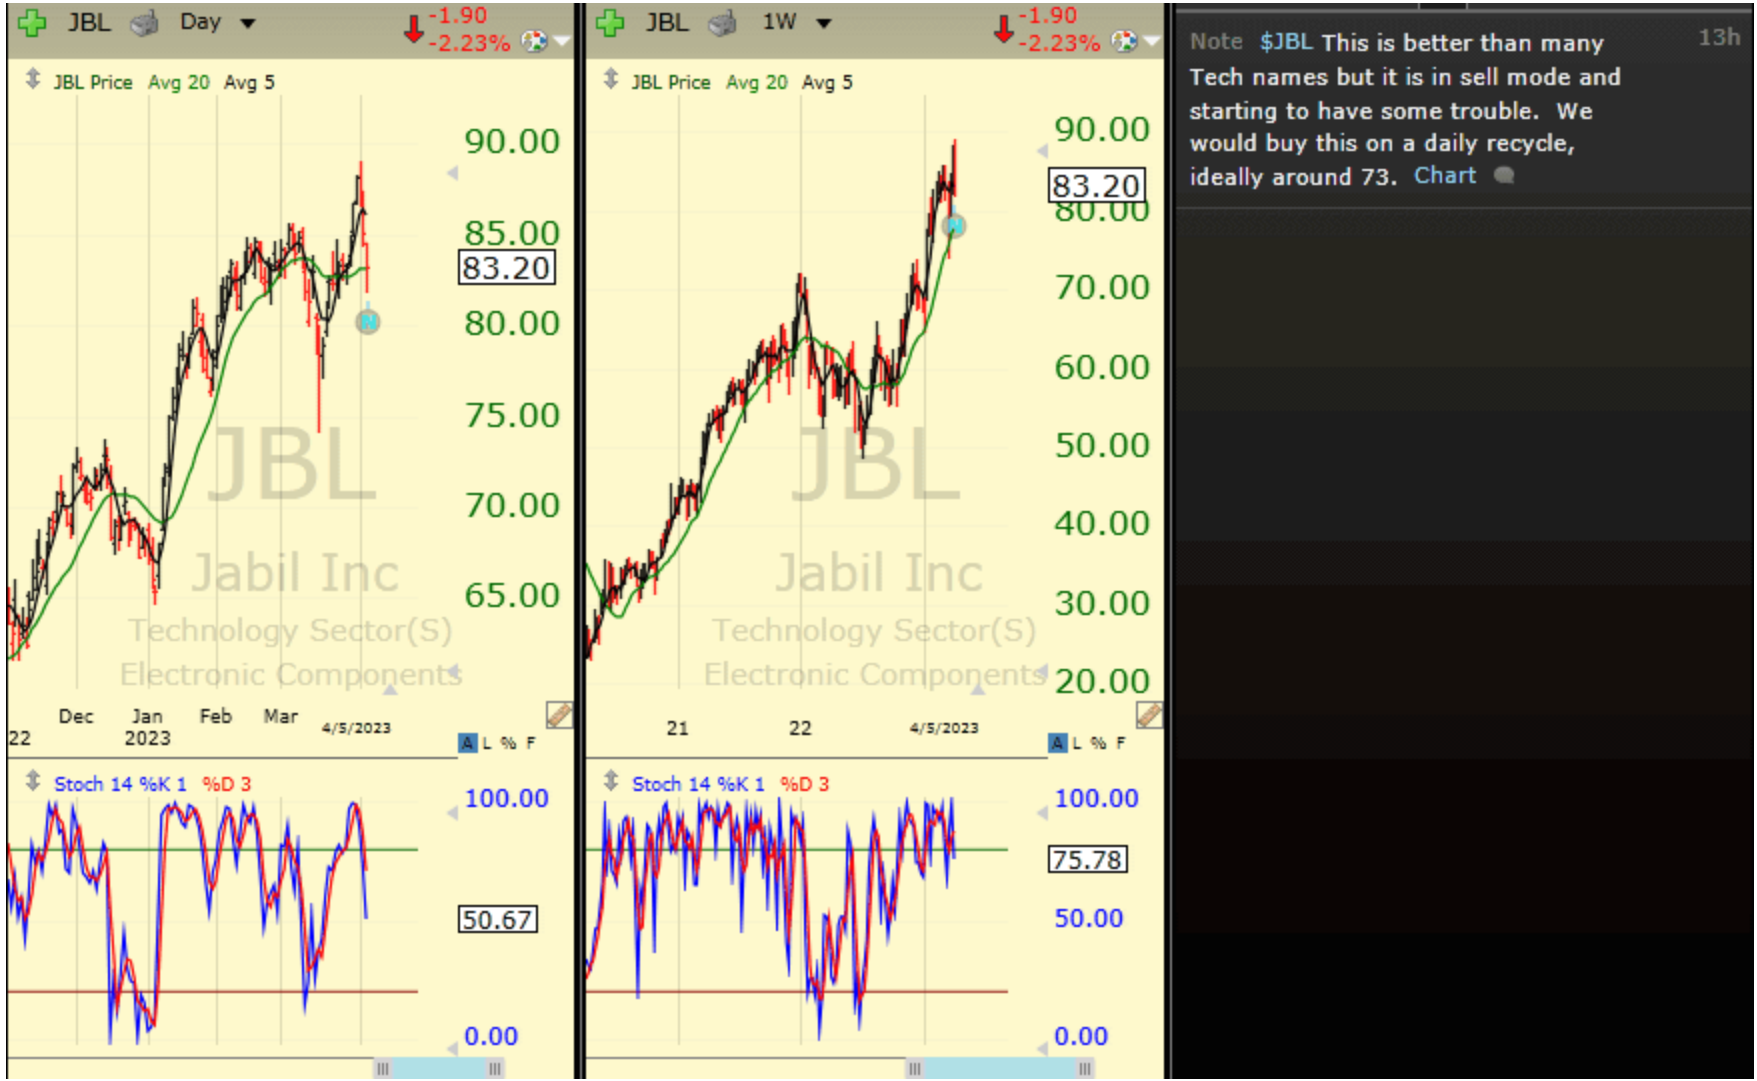 JBL Day -1.90
-2.23%
JBL Price Avg 20 Avg 5
90.00
85.00
83.20
80.00
75.00
70.00
65.00
N
JBL
Jabil Inc
Technology Sector(S)
Electronic Components
Dec Jan Feb Mar 4/5/2023
22 2023
A L % F
Stoch 14 %K 1 %D 3
100.00
50.67
0.00
JBL 1W -1.90
-2.23%
JBL Price Avg 20 Avg 5
90.00
83.20
80.00
70.00
60.00
50.00
40.00
30.00
20.00
N
JBL
Jabil Inc
Technology Sector(S)
Electronic Components
21 22 4/5/2023
A L % F
Stoch 14 %K 1 %D 3
100.00
75.78
50.00
0.00
Note $JBL This is better than many 13h
Tech names but it is in sell mode and
starting to have some trouble. We
would buy this on a daily recycle,
ideally around 73. Chart